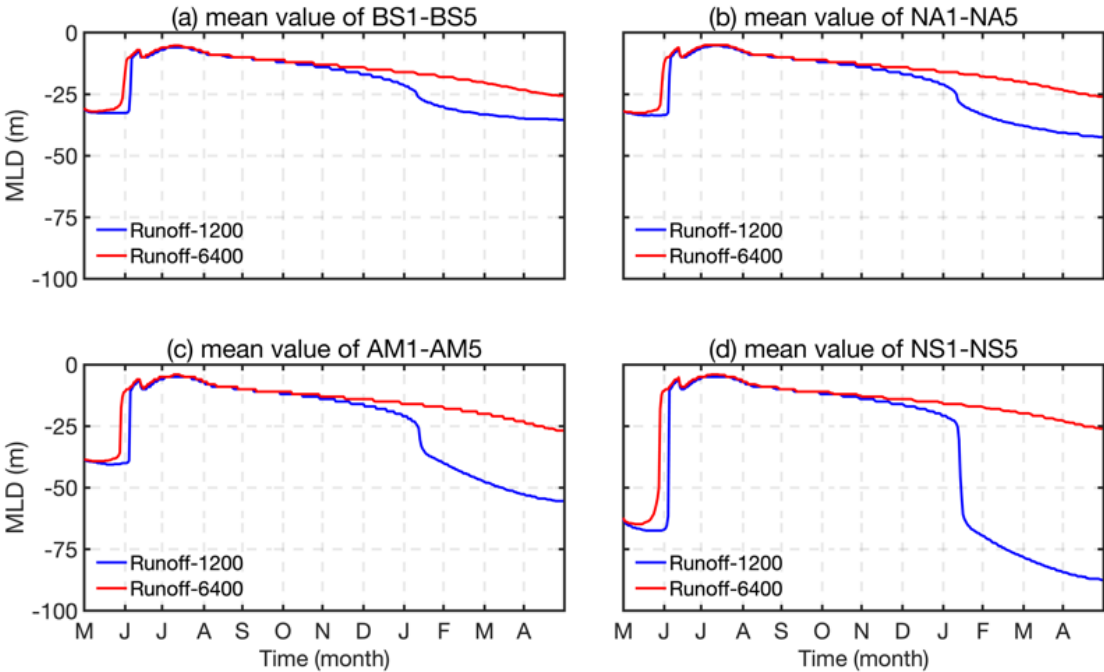 (a) mean value of BS1-BS5
0
-25
-50
-75
-100
MLD (m)
Runoff-1200
Runoff-6400
(b) mean value of NA1-NA5
Runoff-1200
Runoff-6400
(c) mean value of AM1-AM5
0
-25
-50
-75
-100
MLD (m)
Runoff-1200
Runoff-6400
M J J A S O N D J F M A
Time (month)
(d) mean value of NS1-NS5
Runoff-1200
Runoff-6400
M J J A S O N D J F M A
Time (month)